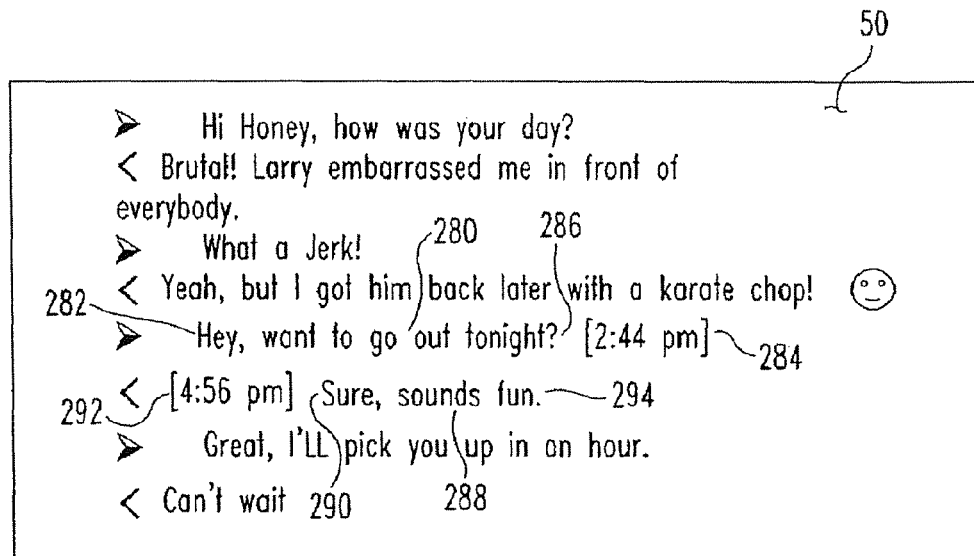 50
➢ Hi Honey, how was your day?
< Brutal! Larry embarrassed me in front of
everybody.
➢ What a Jerk! 280 286
< Yeah, but I got him back later with a karate chop!
282
➢ Hey, want to go out tonight? [2:44 pm] 284
< [4:56 pm] Sure, sounds fun. 294
292
➢ Great, I'LL pick you up in an hour.
< Can't wait 290 288